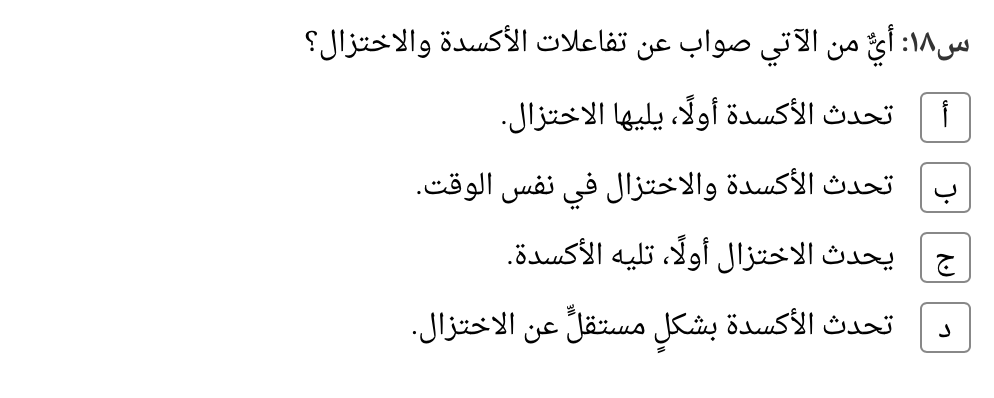 س١٨: أيٌّ من الآتي صواب عن تفاعلات الأكسدة والاختزال؟
أ تحدث الأكسدة أولًا، يليها الاختزال.
ب تحدث الأكسدة والاختزال في نفس الوقت.
ج يحدث الاختزال أولًا، تليه الأكسدة.
د تحدث الأكسدة بشكلٍ مستقلٍّ عن الاختزال.